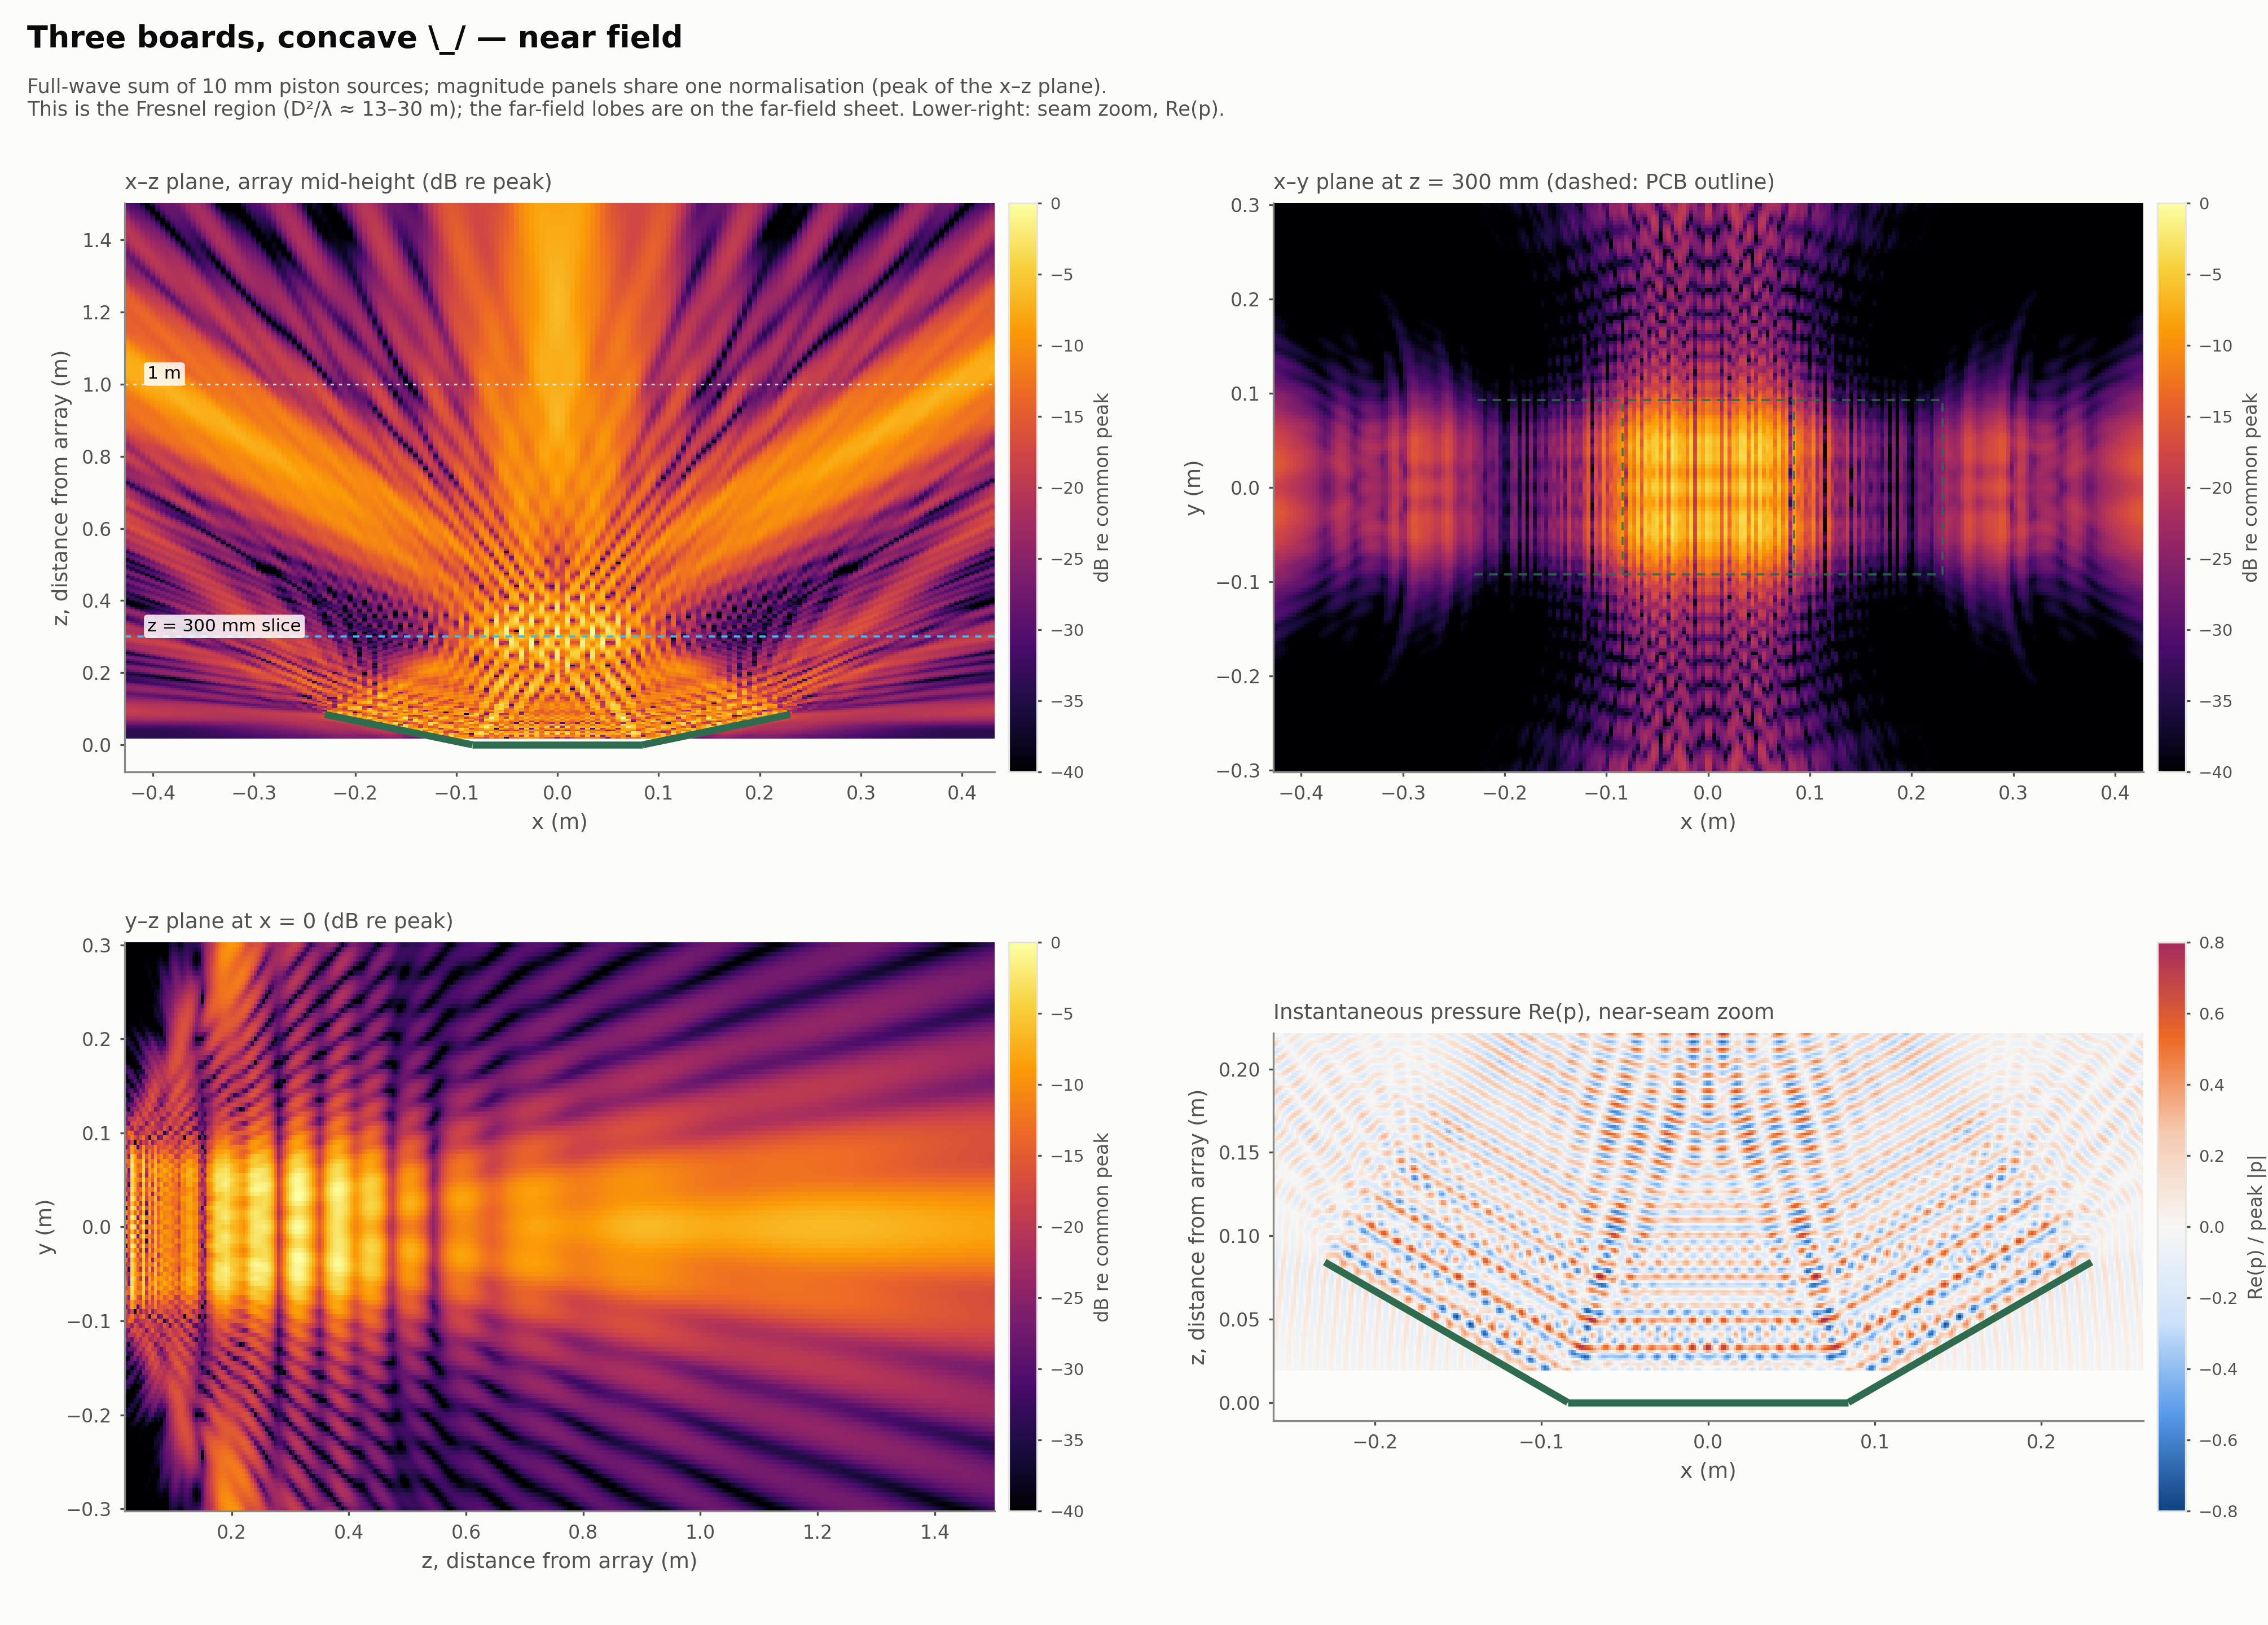 Three boards, concave \_/ — near field
Full-wave sum of 10 mm piston sources; magnitude panels share one normalisation (peak of the x–z plane).
This is the Fresnel region (D²/λ ≈ 13–30 m); the far-field lobes are on the far-field sheet. Lower-right: seam zoom, Re(p).
x–z plane, array mid-height (dB re peak)
z, distance from array (m)
1.4
1.2
1.0
0.8
0.6
0.4
0.2
0.0
1 m
z = 300 mm slice
−0.4 −0.3 −0.2 −0.1 0.0 0.1 0.2 0.3 0.4
x (m)
0
−5
−10
−15
−20
−25
−30
−35
−40
dB re common peak
x–y plane at z = 300 mm (dashed: PCB outline)
y (m)
0.3
0.2
0.1
0.0
−0.1
−0.2
−0.3
−0.4 −0.3 −0.2 −0.1 0.0 0.1 0.2 0.3 0.4
x (m)
0
−5
−10
−15
−20
−25
−30
−35
−40
dB re common peak
y–z plane at x = 0 (dB re peak)
y (m)
0.3
0.2
0.1
0.0
−0.1
−0.2
−0.3
0.2 0.4 0.6 0.8 1.0 1.2 1.4
z, distance from array (m)
0
−5
−10
−15
−20
−25
−30
−35
−40
dB re common peak
Instantaneous pressure Re(p), near-seam zoom
z, distance from array (m)
0.20
0.15
0.10
0.05
0.00
−0.2 −0.1 0.0 0.1 0.2
x (m)
0.8
0.6
0.4
0.2
0.0
−0.2
−0.4
−0.6
−0.8
Re(p) / peak |p|